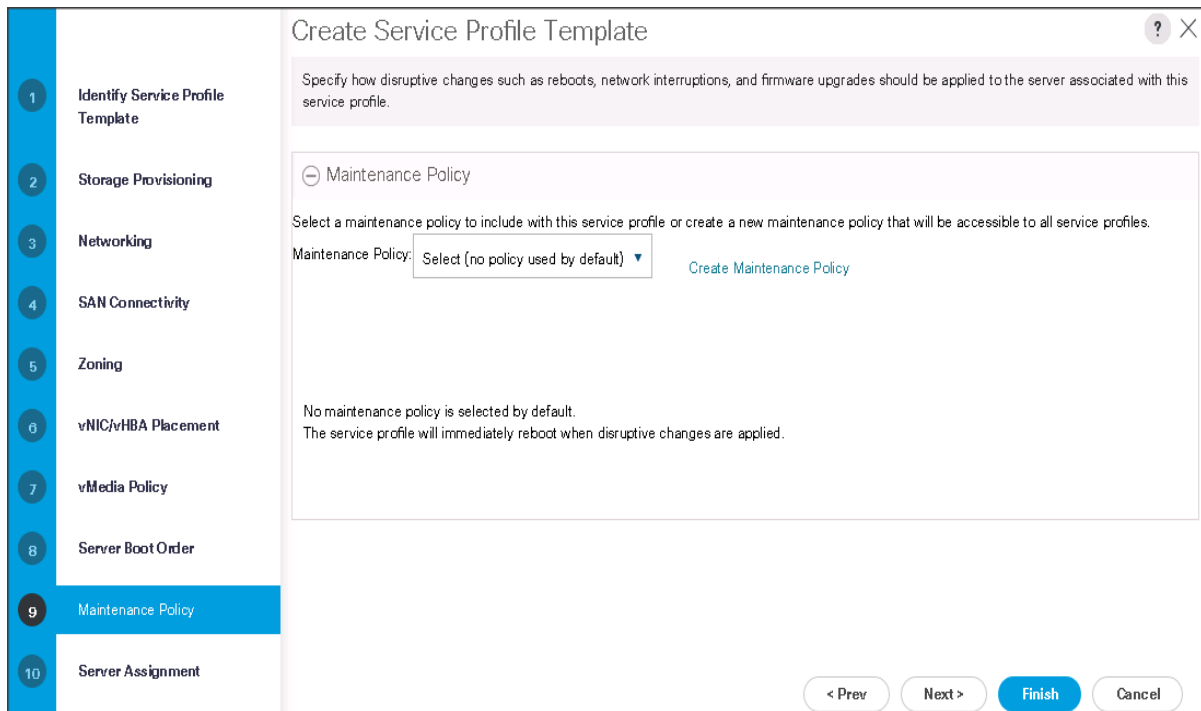 Create Service Profile Template
?
1
Identify Service Profile
Template
2
Storage Provisioning
3
Networking
4
SAN Connectivity
5
Zoning
6
vNIC/vHBA Placement
7
vMedia Policy
8
Server Boot Order
9
Maintenance Policy
10
Server Assignment
Specify how disruptive changes such as reboots, network interruptions, and firmware upgrades should be applied to the server associated with this
service profile.
Maintenance Policy
Select a maintenance policy to include with this service profile or create a new maintenance policy that will be accessible to all service profiles.
Maintenance Policy: Select (no policy used by default) Create Maintenance Policy
No maintenance policy is selected by default.
The service profile will immediately reboot when disruptive changes are applied.
< Prev Next > Finish Cancel